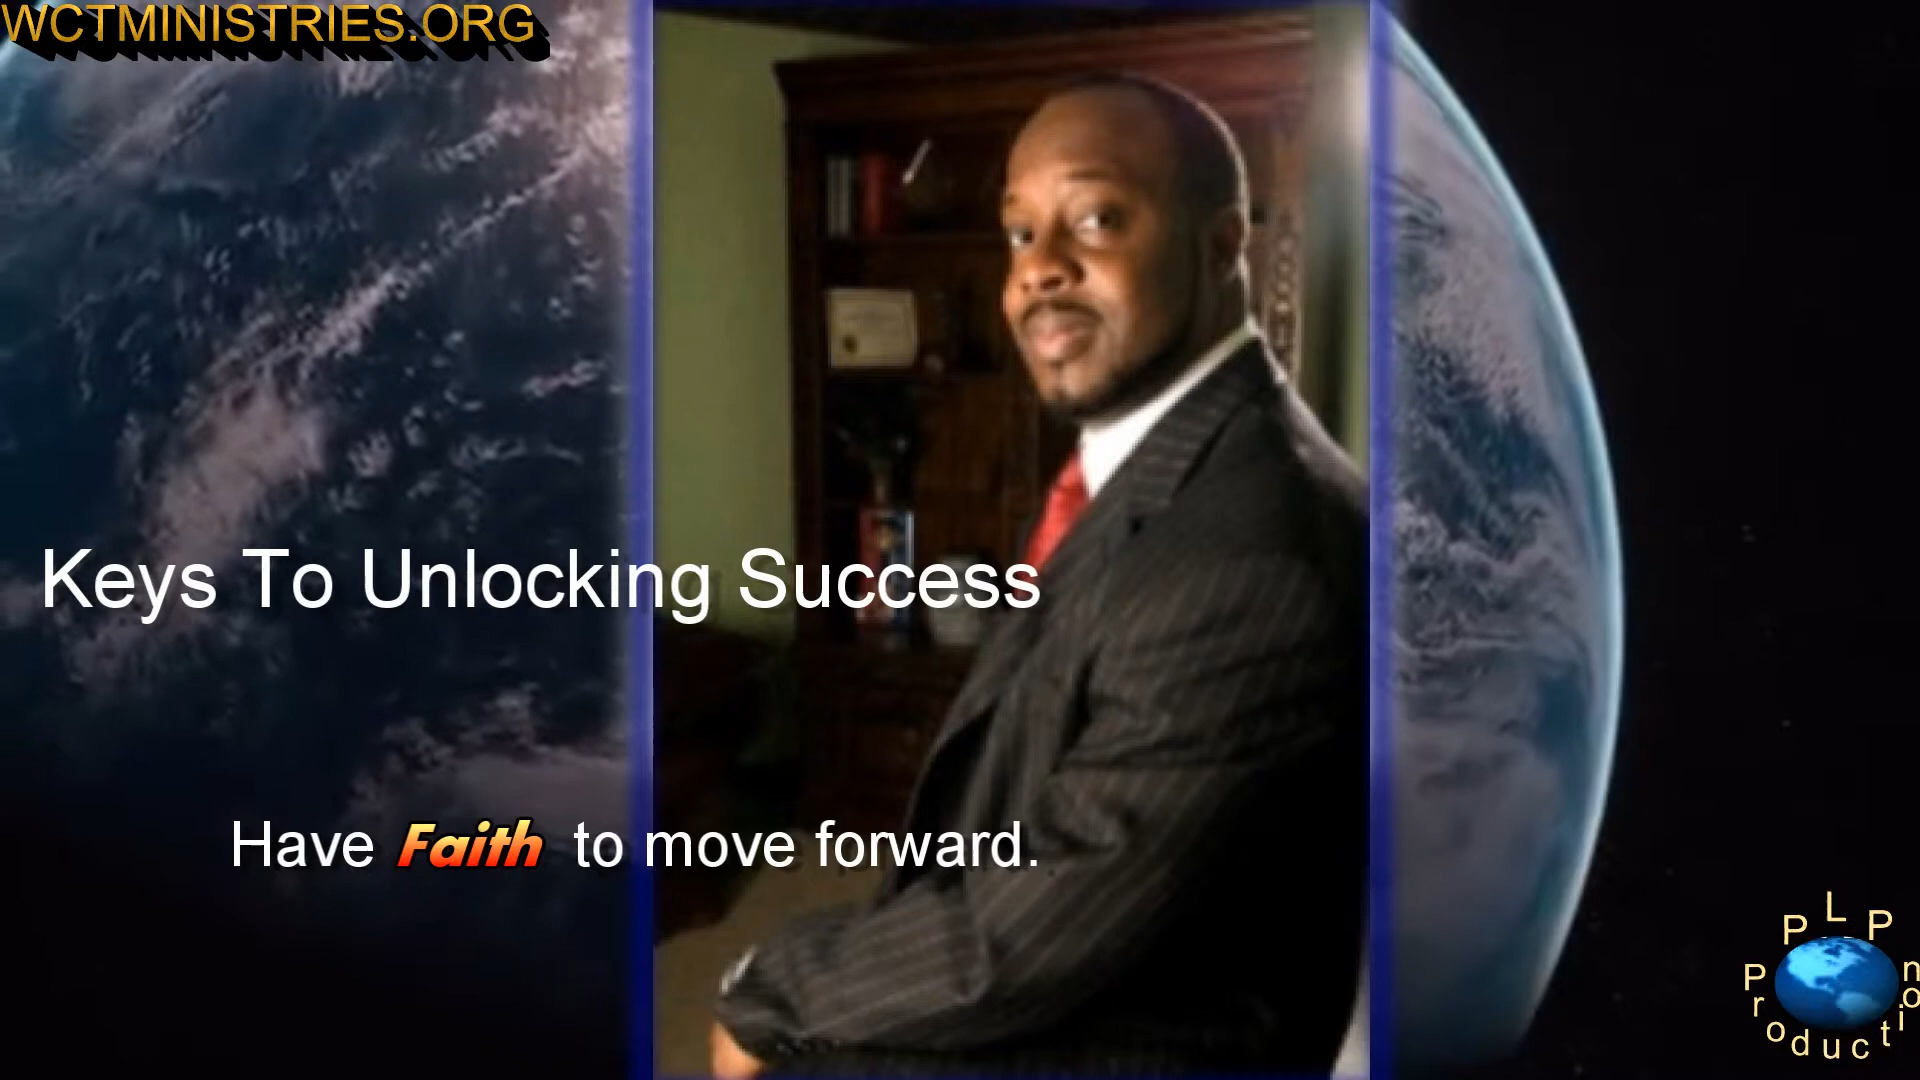 WCTMINISTRIES.ORG
Keys To Unlocking Success
Have Faith to move forward.
PLP
Production